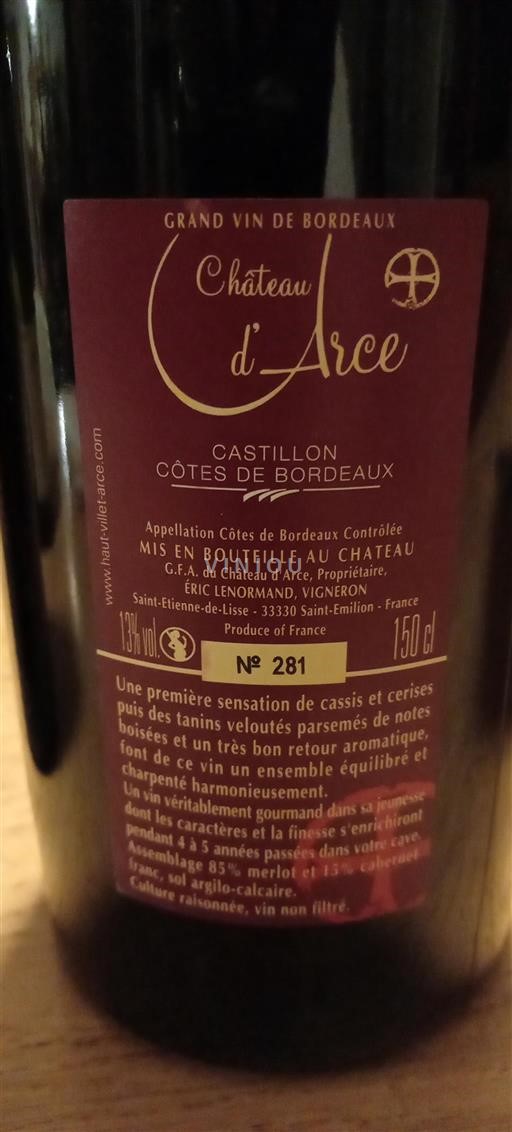 GRAND VIN DE BORDEAUX
Château
d'Arce
CASTILLON
CÔTES DE BORDEAUX
www.haut-villet-arce.com
Appellation Côtes de Bordeaux Contrôlée
MIS EN BOUTEILLE AU CHATEAU
VINIOU
G.F.A. du Château d'Arce, Propriétaire,
ÉRIC LENORMAND, VIGNERON
Saint-Etienne-de-Lisse - 33330 Saint-Emilion - France
Produce of France
13% vol.
Nº 281
150 cl
Une première sensation de cassis et cerises
puis des tanins veloutés parsemés de notes
boisées et un très bon retour aromatique,
font de ce vin un ensemble équilibré et
charpenté harmonieusement.
Un vin véritablement gourmand dans sa jeunesse
dont les caractères et la finesse s'enrichiront
pendant 4 à 5 années passées dans votre cave.
Assemblage 85% merlot et 15% cabernet
franc, sol argilo-calcaire.
Culture raisonnée, vin non filtré.